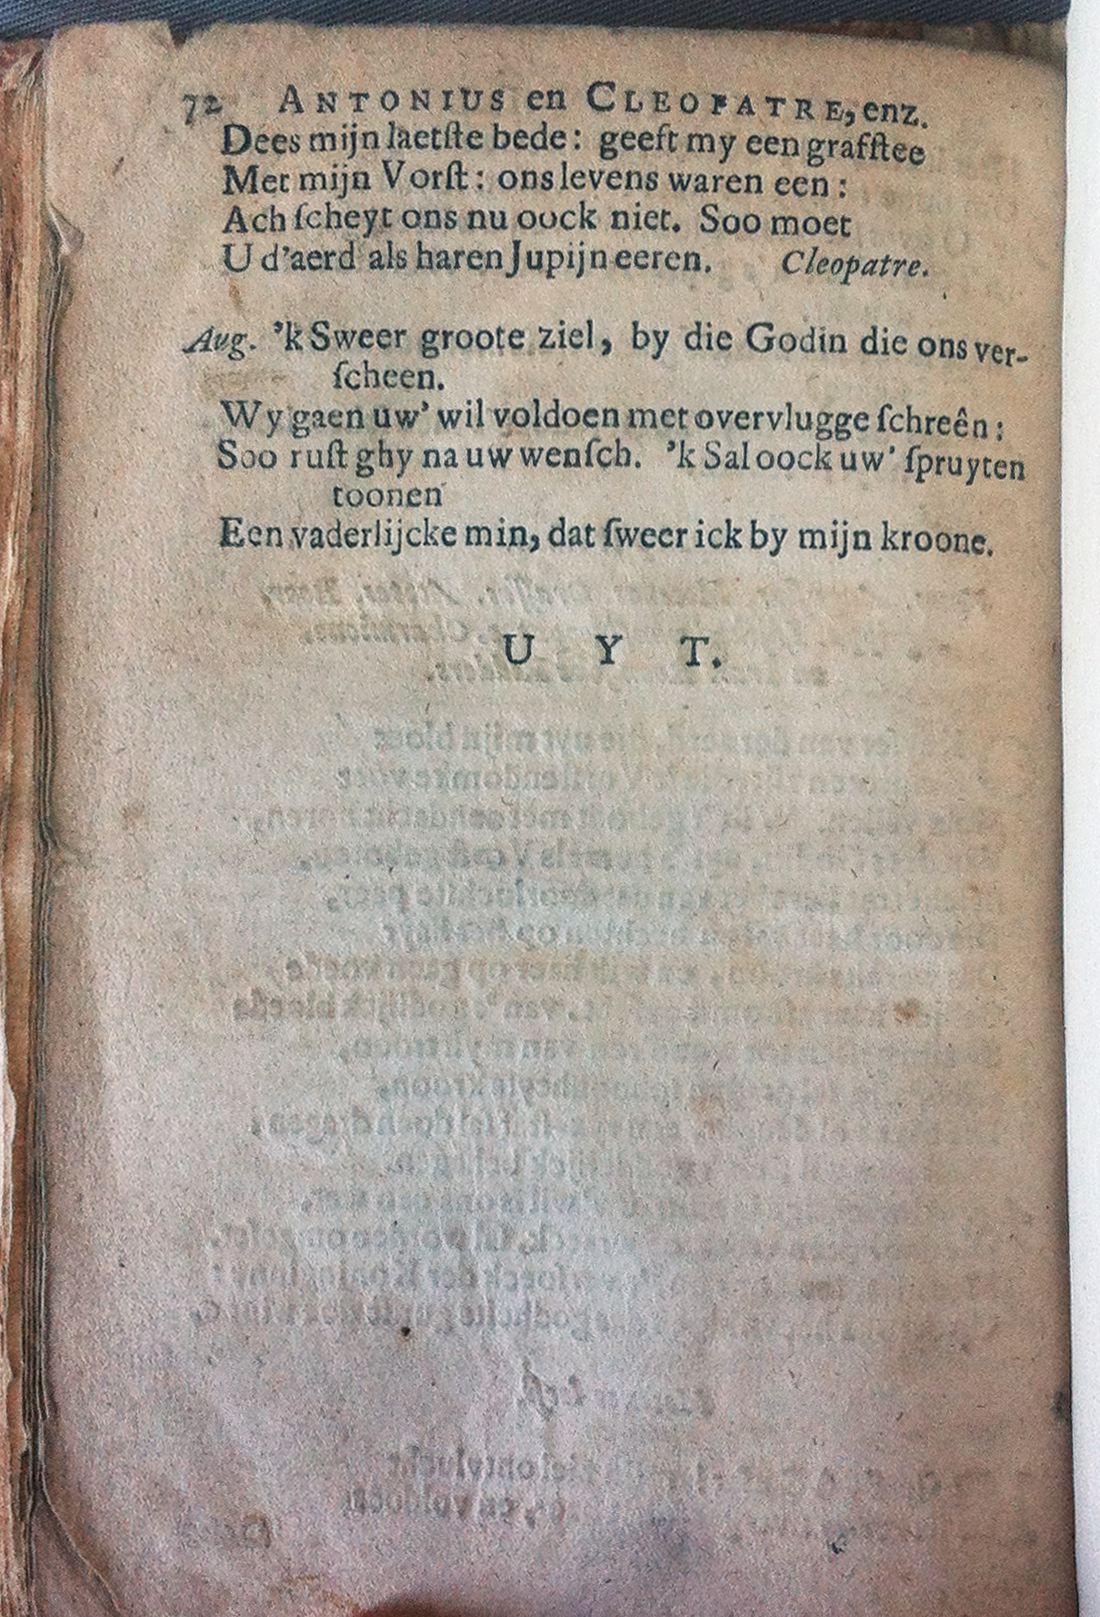 72 ANTONIUS en CLEOPATRE, enz.
Dees mijn laetſte bede: geeft my een grafſtee
Met mijn Vorſt: ons levens waren een:
Ach ſcheyt ons nu oock niet. Soo moet
U d'aerd als haren Jupijn eeren. Cleopatre.
Aug. 'k Sweer groote ziel, by die Godin die ons ver-
ſcheen.
Wy gaen uw' wil voldoen met overvlugge ſchreên:
Soo ruſt ghy na uw wenſch. 'k Sal oock uw' ſpruyten
toonen
Een vaderlijcke min, dat ſweer ick by mijn kroone.
UYT.